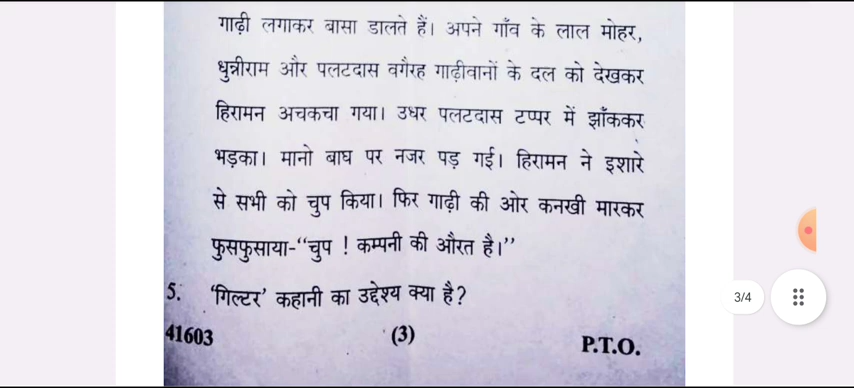 गाढ़ी लगाकर बासा डालते हैं। अपने गाँव के लाल मोहर,
धुन्नीराम और पलटदास वगैरह गाढ़ीवानों के दल को देखकर
हिरामन अचकचा गया। उधर पलटदास टप्पर में झाँककर
भड़का। मानो बाघ पर नजर पड़ गई। हिरामन ने इशारे
से सभी को चुप किया। फिर गाढ़ी की ओर कनखी मारकर
फुसफुसाया-“चुप ! कम्पनी की औरत है।”
5. ‘गिल्टर’ कहानी का उद्देश्य क्या है?
3/4
41603 (3) P.T.O.